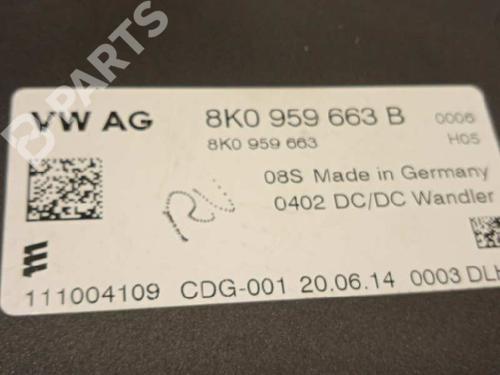 B-PARTS
VW AG 8K0 959 663 B 0006
8K0 959 663 H05
08S Made in Germany
0402 DC/DC Wandler
111004109 CDG-001 20.06.14 0003 DLH